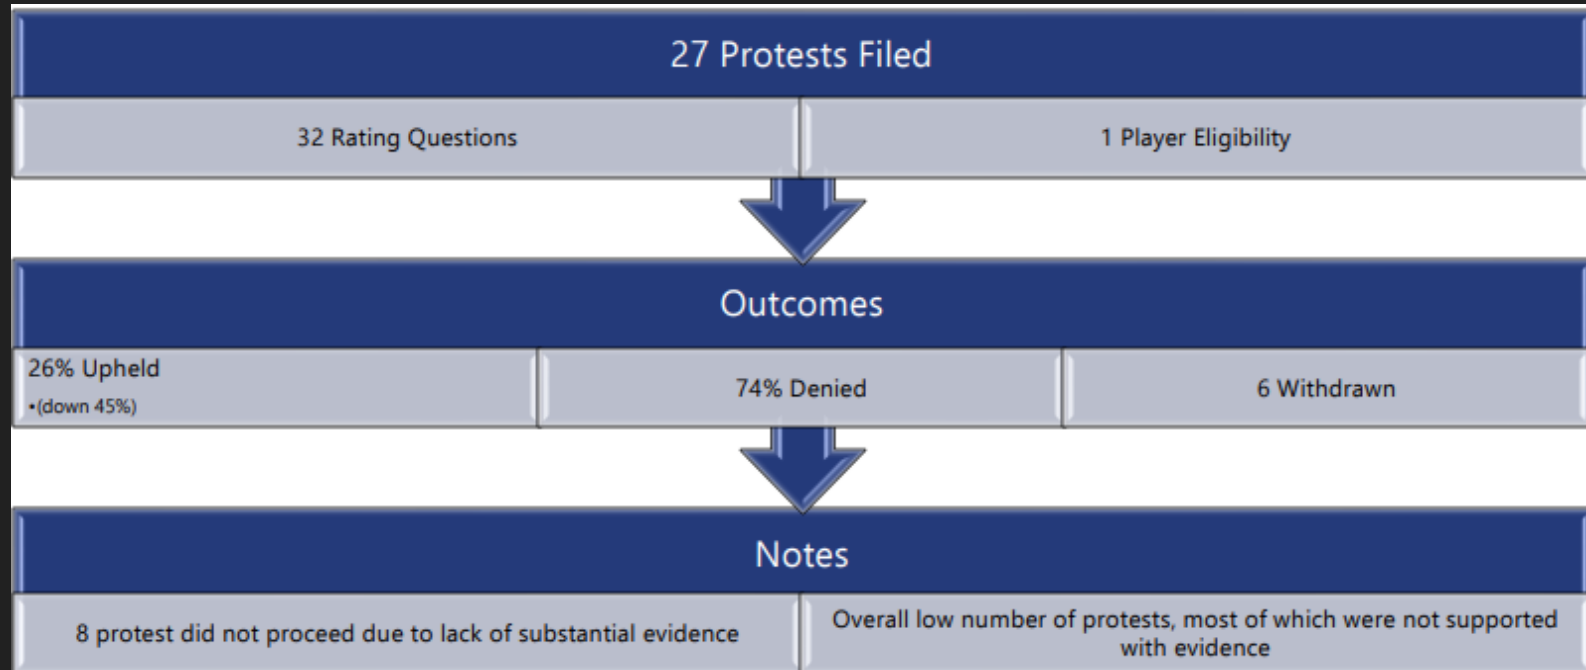 27 Protests Filed
32 Rating Questions
1 Player Eligibility
Outcomes
26% Upheld
•(down 45%)
74% Denied
6 Withdrawn
Notes
8 protest did not proceed due to lack of substantial evidence
Overall low number of protests, most of which were not supported
with evidence